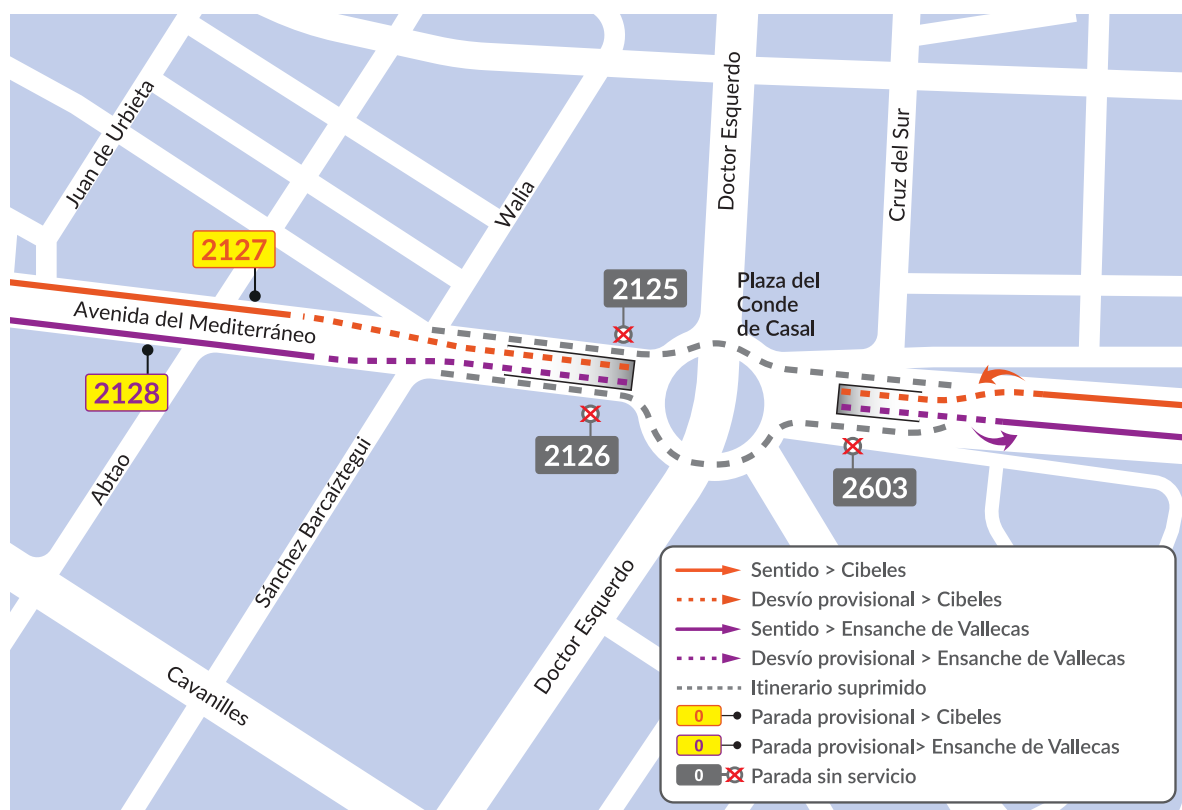 Juan de Urbieta
Walia
Doctor Esquerdo
Cruz del Sur
2127
2125
Plaza del
Conde
de Casal
Avenida del Mediterráneo
2128
2126
2603
Abtao
Sánchez Barcaíztegui
Doctor Esquerdo
Cavanilles
Sentido > Cibeles
Desvío provisional > Cibeles
Sentido > Ensanche de Vallecas
Desvío provisional > Ensanche de Vallecas
Itinerario suprimido
0 Parada provisional > Cibeles
0 Parada provisional> Ensanche de Vallecas
0 Parada sin servicio